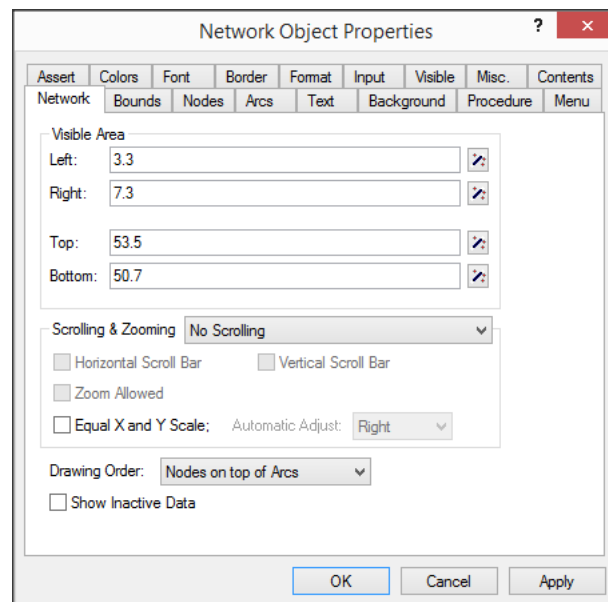 Network Object Properties ?
Assert Colors Font Border Format Input Visible Misc. Contents
Network Bounds Nodes Arcs Text Background Procedure Menu
Visible Area
Left: 3.3
Right: 7.3
Top: 53.5
Bottom: 50.7
Scrolling & Zooming No Scrolling
Horizontal Scroll Bar Vertical Scroll Bar
Zoom Allowed
Equal X and Y Scale; Automatic Adjust: Right
Drawing Order: Nodes on top of Arcs
Show Inactive Data
OK Cancel Apply